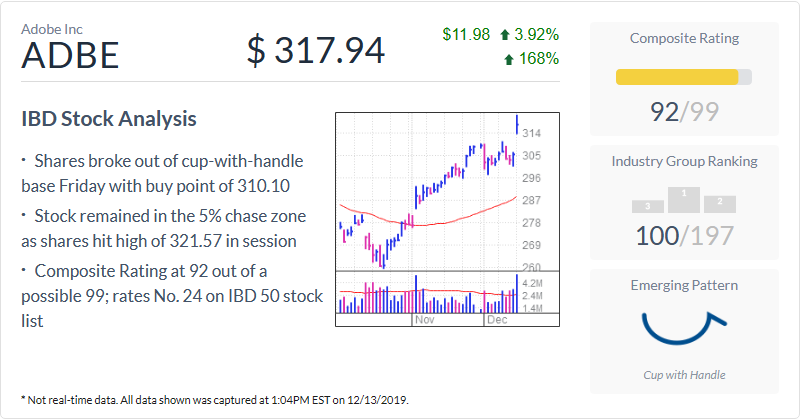 Adobe Inc
ADBE
$ 317.94
$11.98 3.92%
168%
IBD Stock Analysis
· Shares broke out of cup-with-handle
base Friday with buy point of 310.10
· Stock remained in the 5% chase zone
as shares hit high of 321.57 in session
· Composite Rating at 92 out of a
possible 99; rates No. 24 on IBD 50 stock
list
314
305
296
287
278
269
260
4.2M
2.4M
1.4M
Nov Dec
Composite Rating
92/99
Industry Group Ranking
3 1 2
100/197
Emerging Pattern
Cup with Handle
* Not real-time data. All data shown was captured at 1:04PM EST on 12/13/2019.